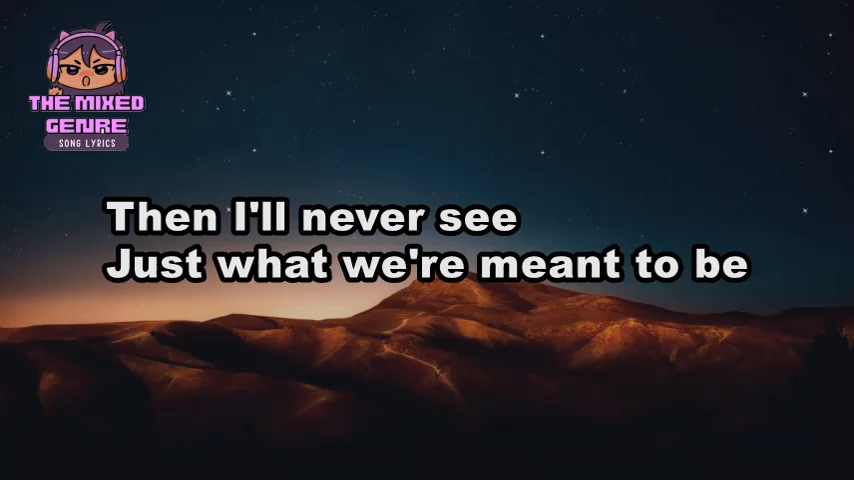 THE MIXED
GENRE
SONG LYRICS
Then I'll never see
Just what we're meant to be